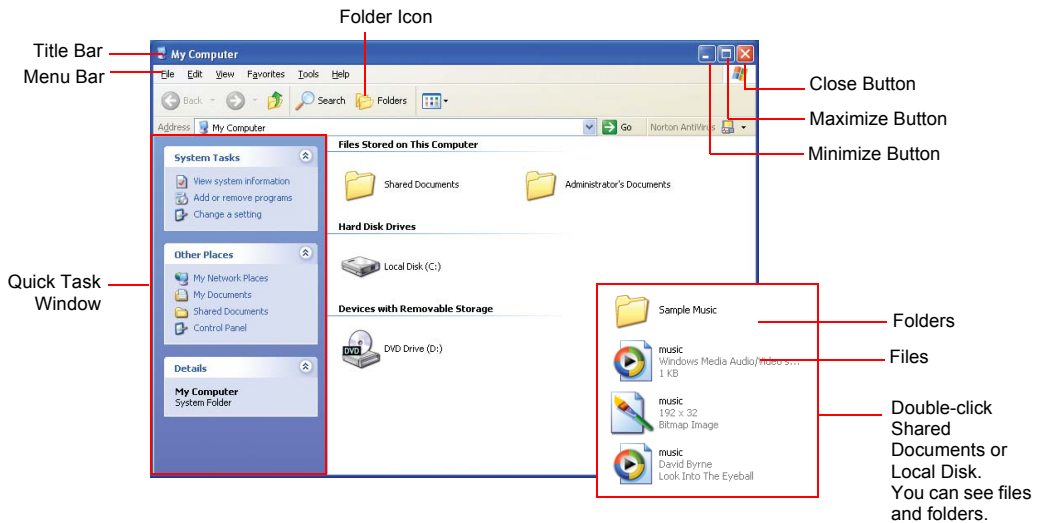 Folder Icon
Title Bar
Menu Bar
My Computer
File Edit View Favorites Tools Help
Back Search Folders
Address My Computer Go Norton AntiVirus
Close Button
Maximize Button
Minimize Button
Quick Task
Window
System Tasks
View system information
Add or remove programs
Change a setting
Other Places
My Network Places
My Documents
Shared Documents
Control Panel
Details
My Computer
System Folder
Files Stored on This Computer
Shared Documents
Administrator's Documents
Hard Disk Drives
Local Disk (C:)
Devices with Removable Storage
DVD
DVD Drive (D:)
Sample Music
music
Windows Media Audio/Video s...
1 KB
music
192 x 32
Bitmap Image
music
David Byrne
Look Into The Eyeball
Folders
Files
Double-click
Shared
Documents or
Local Disk.
You can see files
and folders.